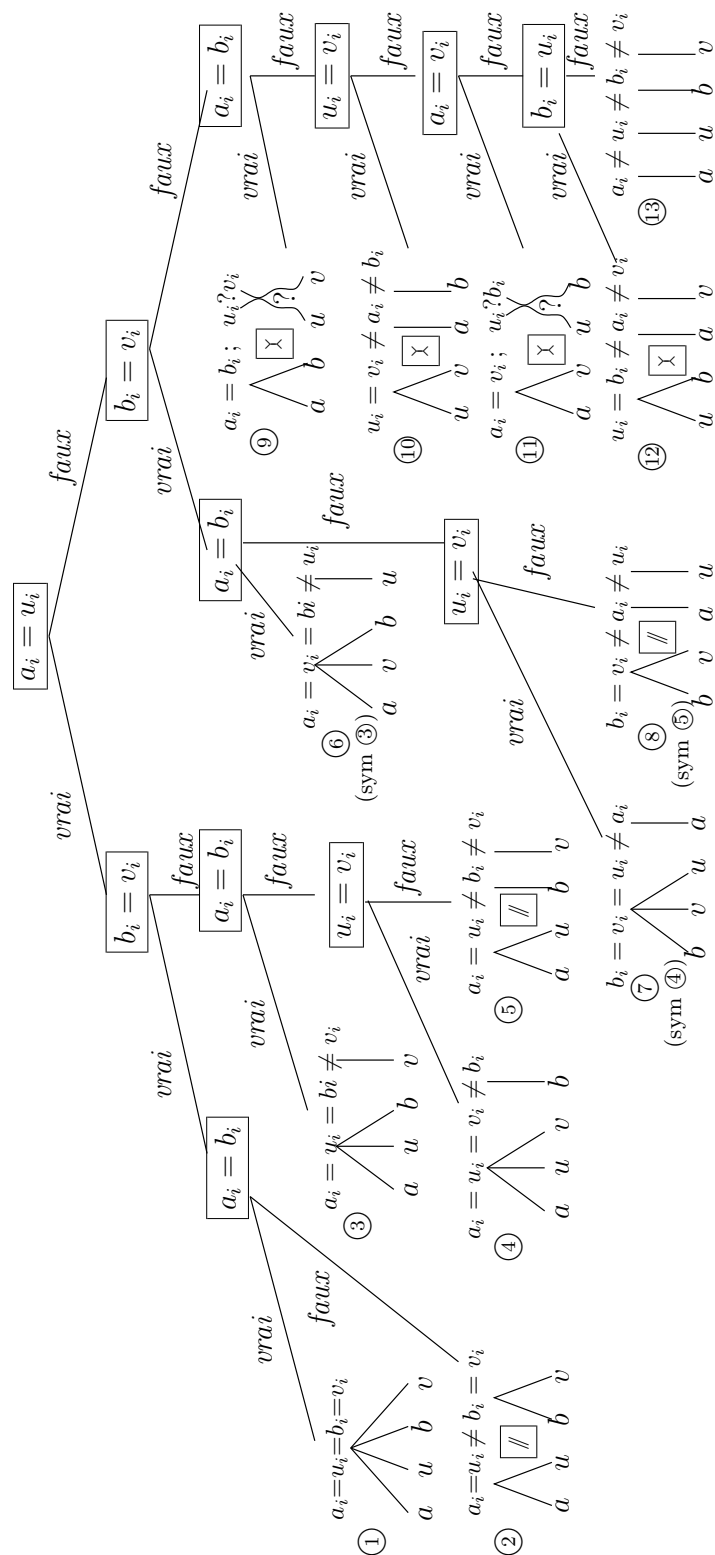 a_i = u_i
vrai
faux
b_i = v_i
b_i = v_i
vrai
faux
vrai
faux
a_i = b_i
a_i = b_i
a_i = b_i
a_i = b_i
vrai
faux
vrai
faux
vrai
faux
vrai
faux
a_i=u_i=b_i=v_i
a u b v
①
a_i=u_i ≠ b_i = v_i
//
a u b v
②
a_i = u_i = bi ≠ v_i
a u b v
③
u_i = v_i
vrai
faux
a_i = u_i = v_i ≠ b_i
a u v b
④
a_i = u_i ≠ b_i ≠ v_i
//
a u b v
⑤
a_i = v_i = bi ≠ u_i
a v b u
⑥
(sym ③)
u_i = v_i
vrai
faux
b_i = v_i = u_i ≠ a_i
b v u a
⑦
(sym ④)
b_i = v_i ≠ a_i ≠ u_i
//
b v a u
⑧
(sym ⑤)
a_i = b_i ; u_i?v_i
?
a b u v
⑨
u_i = v_i
vrai
faux
u_i = v_i ≠ a_i ≠ b_i
u v a b
⑩
a_i = v_i
vrai
faux
a_i = v_i ; u_i?b_i
?
a v u b
⑪
b_i = u_i
vrai
faux
u_i = b_i ≠ a_i ≠ v_i
u b a v
⑫
a_i ≠ u_i ≠ b_i ≠ v_i
a u b v
⑬